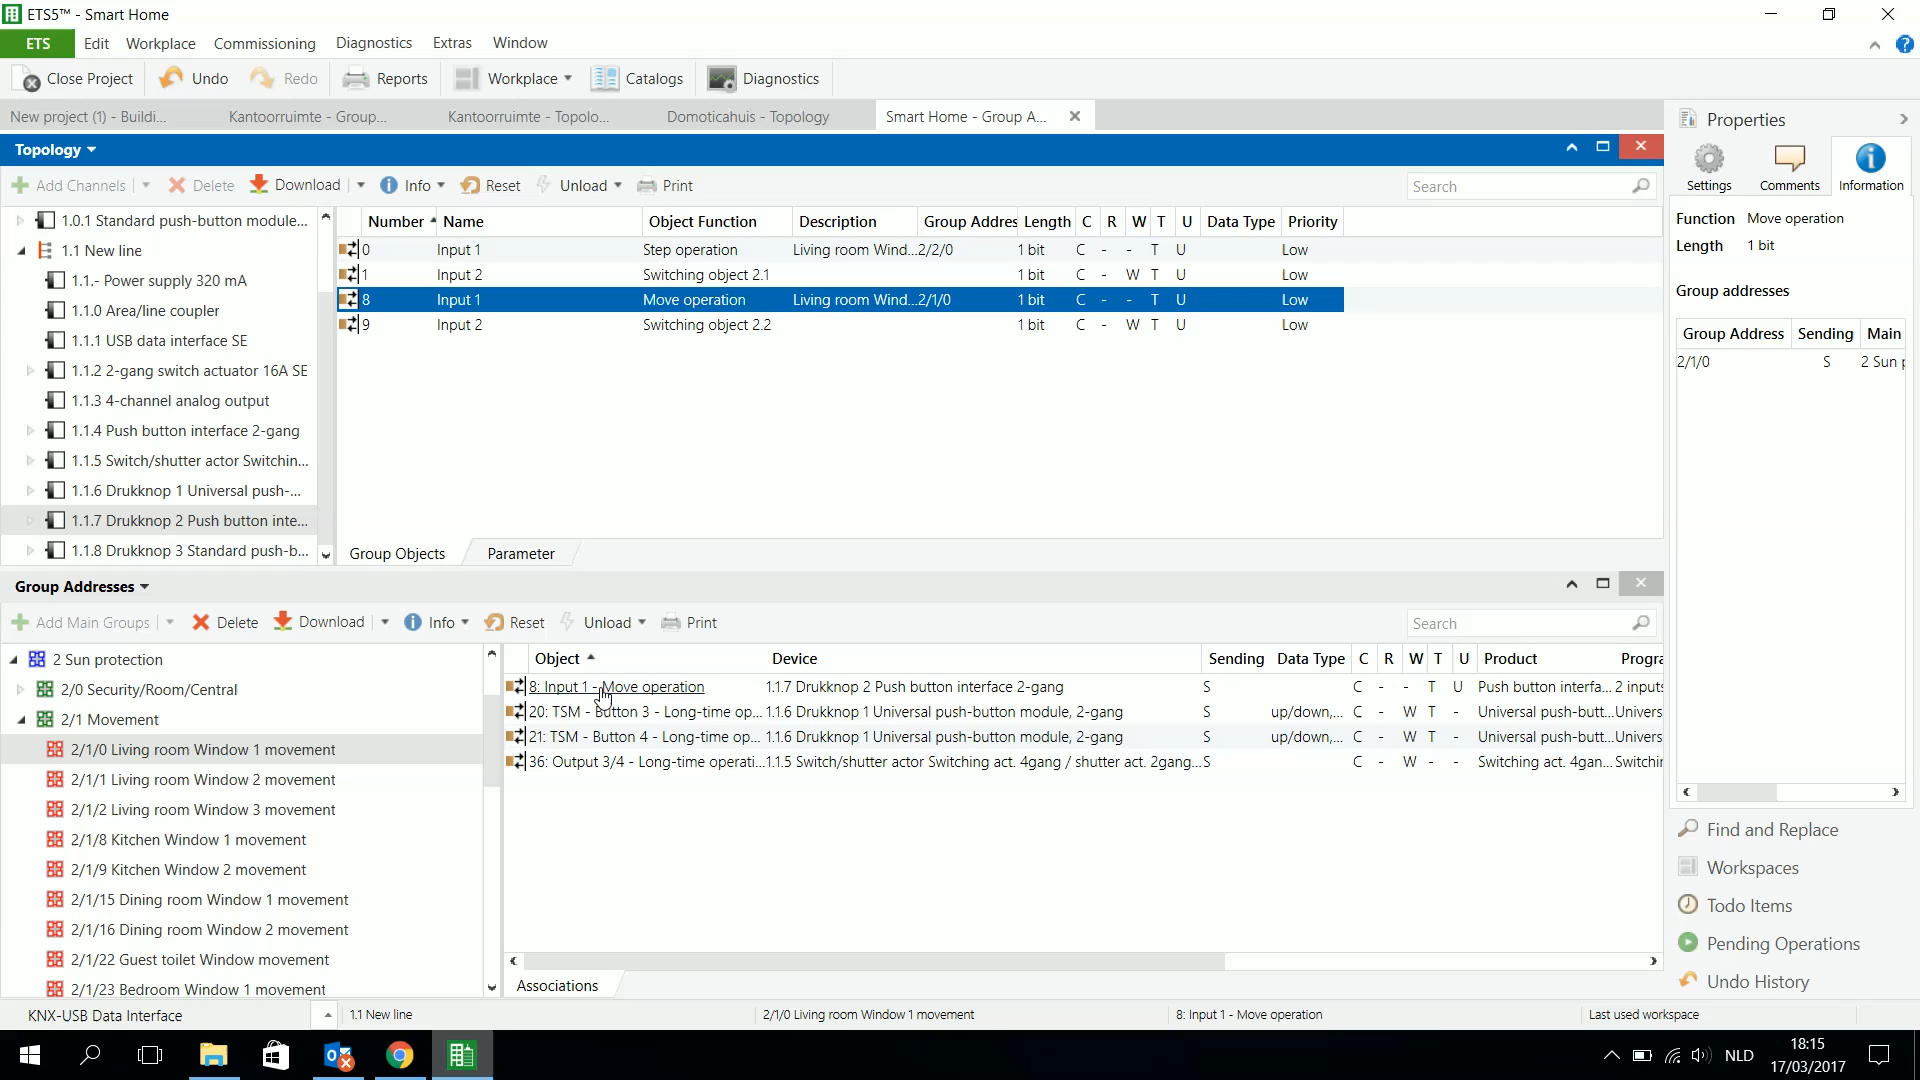 ETS5™ - Smart Home
ETS Edit Workplace Commissioning Diagnostics Extras Window
Close Project Undo Redo Reports Workplace Catalogs Diagnostics
New project (1) - Buildi... Kantoorruimte - Group... Kantoorruimte - Topolo... Domoticahuis - Topology Smart Home - Group A...
Topology
Add Channels Delete Download Info Reset Unload Print Search
1.0.1 Standard push-button module...
1.1 New line
1.1.- Power supply 320 mA
1.1.0 Area/line coupler
1.1.1 USB data interface SE
1.1.2 2-gang switch actuator 16A SE
1.1.3 4-channel analog output
1.1.4 Push button interface 2-gang
1.1.5 Switch/shutter actor Switchin...
1.1.6 Drukknop 1 Universal push-...
1.1.7 Drukknop 2 Push button inte...
1.1.8 Drukknop 3 Standard push-b...
Number Name Object Function Description Group Addres Length C R W T U Data Type Priority
0 Input 1 Step operation Living room Wind... 2/2/0 1 bit C - - T U Low
1 Input 2 Switching object 2.1 1 bit C - W T U Low
8 Input 1 Move operation Living room Wind... 2/1/0 1 bit C - - T U Low
9 Input 2 Switching object 2.2 1 bit C - W T U Low
Group Objects Parameter
Group Addresses
Add Main Groups Delete Download Info Reset Unload Print Search
2 Sun protection
2/0 Security/Room/Central
2/1 Movement
2/1/0 Living room Window 1 movement
2/1/1 Living room Window 2 movement
2/1/2 Living room Window 3 movement
2/1/8 Kitchen Window 1 movement
2/1/9 Kitchen Window 2 movement
2/1/15 Dining room Window 1 movement
2/1/16 Dining room Window 2 movement
2/1/22 Guest toilet Window movement
2/1/23 Bedroom Window 1 movement
Object Device Sending Data Type C R W T U Product Progra
8: Input 1 - Move operation 1.1.7 Drukknop 2 Push button interface 2-gang S C - - T U Push button interfa... 2 inputs
20: TSM - Button 3 - Long-time op... 1.1.6 Drukknop 1 Universal push-button module, 2-gang S up/down,... C - W T - Universal push-butt... Univers
21: TSM - Button 4 - Long-time op... 1.1.6 Drukknop 1 Universal push-button module, 2-gang S up/down,... C - W T - Universal push-butt... Univers
36: Output 3/4 - Long-time operati... 1.1.5 Switch/shutter actor Switching act. 4gang / shutter act. 2gang... S C - W - - Switching act. 4gan... Switchin
Associations
Properties
Settings Comments Information
Function Move operation
Length 1 bit
Group addresses
Group Address Sending Main
2/1/0 S 2 Sun p
Find and Replace
Workspaces
Todo Items
Pending Operations
Undo History
KNX-USB Data Interface 1.1 New line 2/1/0 Living room Window 1 movement 8: Input 1 - Move operation Last used workspace
NLD 18:15
17/03/2017